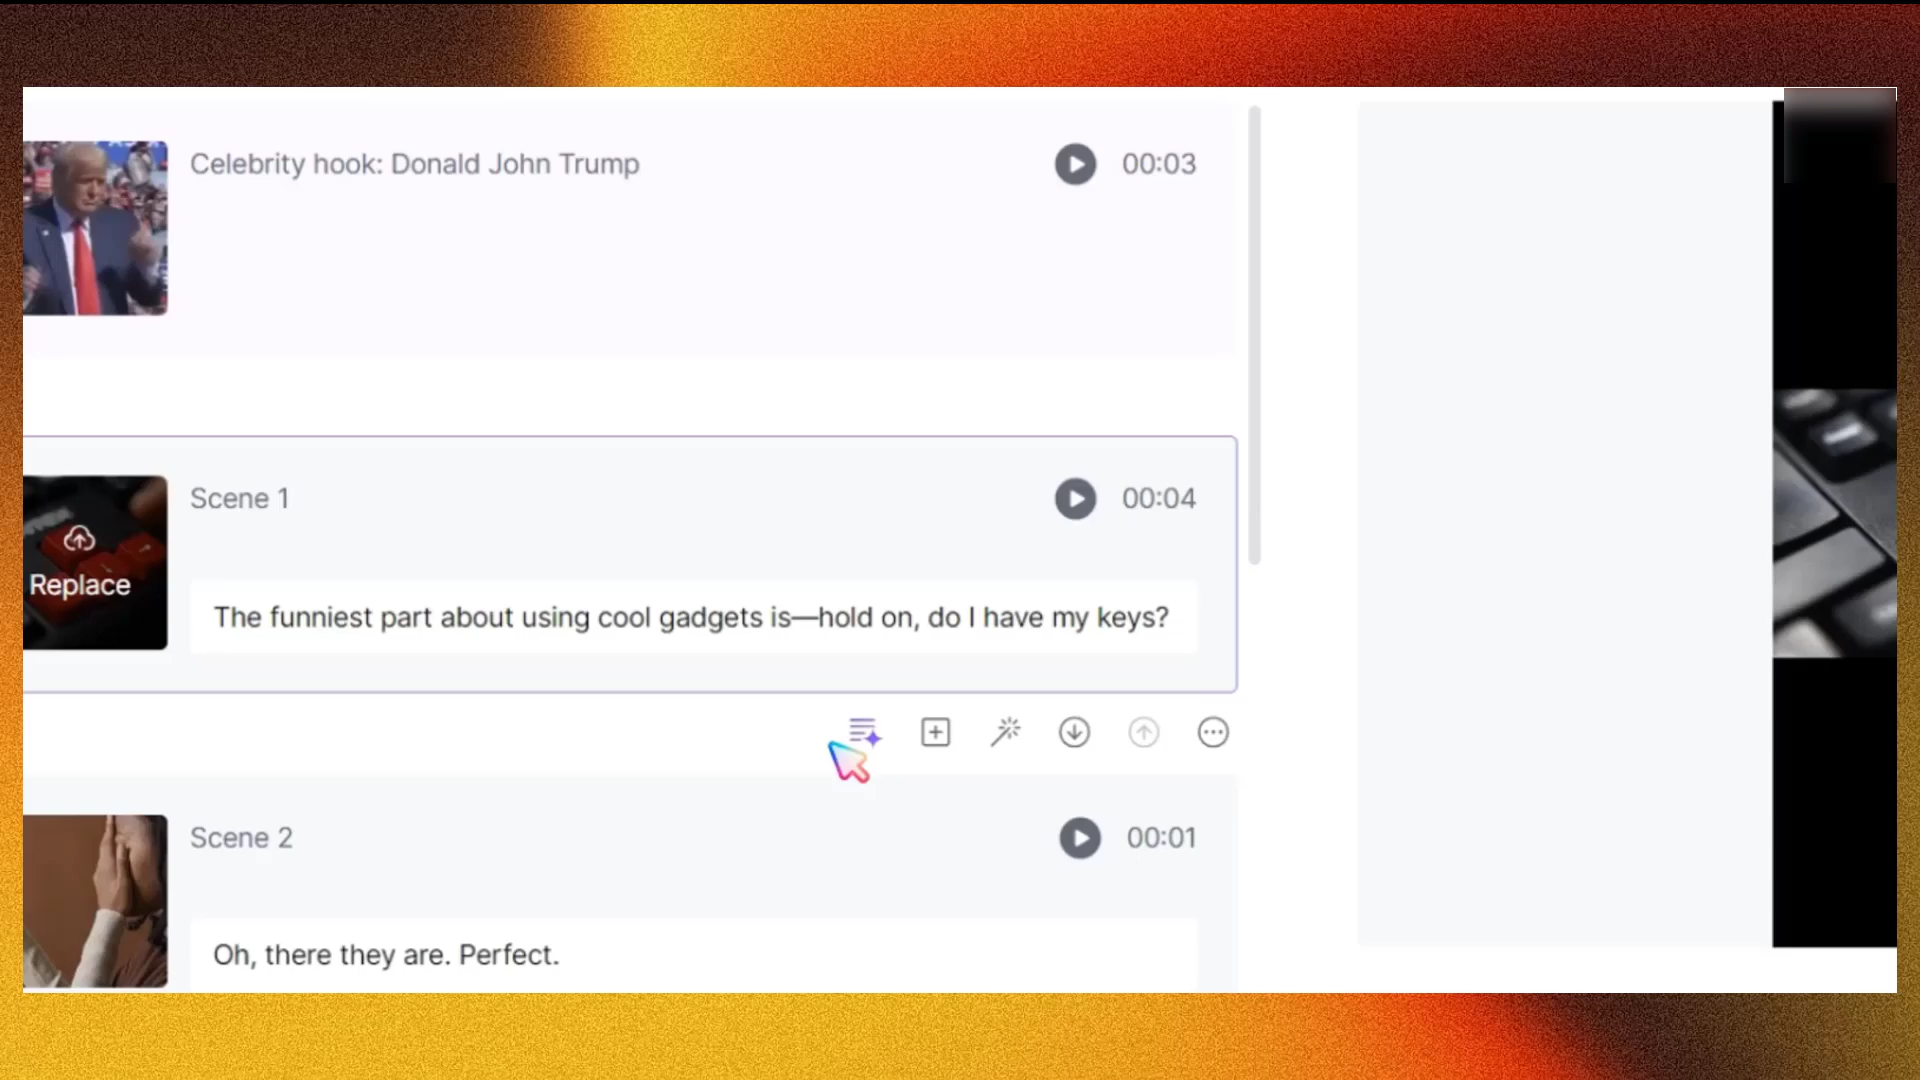 Celebrity hook: Donald John Trump
00:03
Scene 1
00:04
Replace
The funniest part about using cool gadgets is—hold on, do I have my keys?
Scene 2
00:01
Oh, there they are. Perfect.